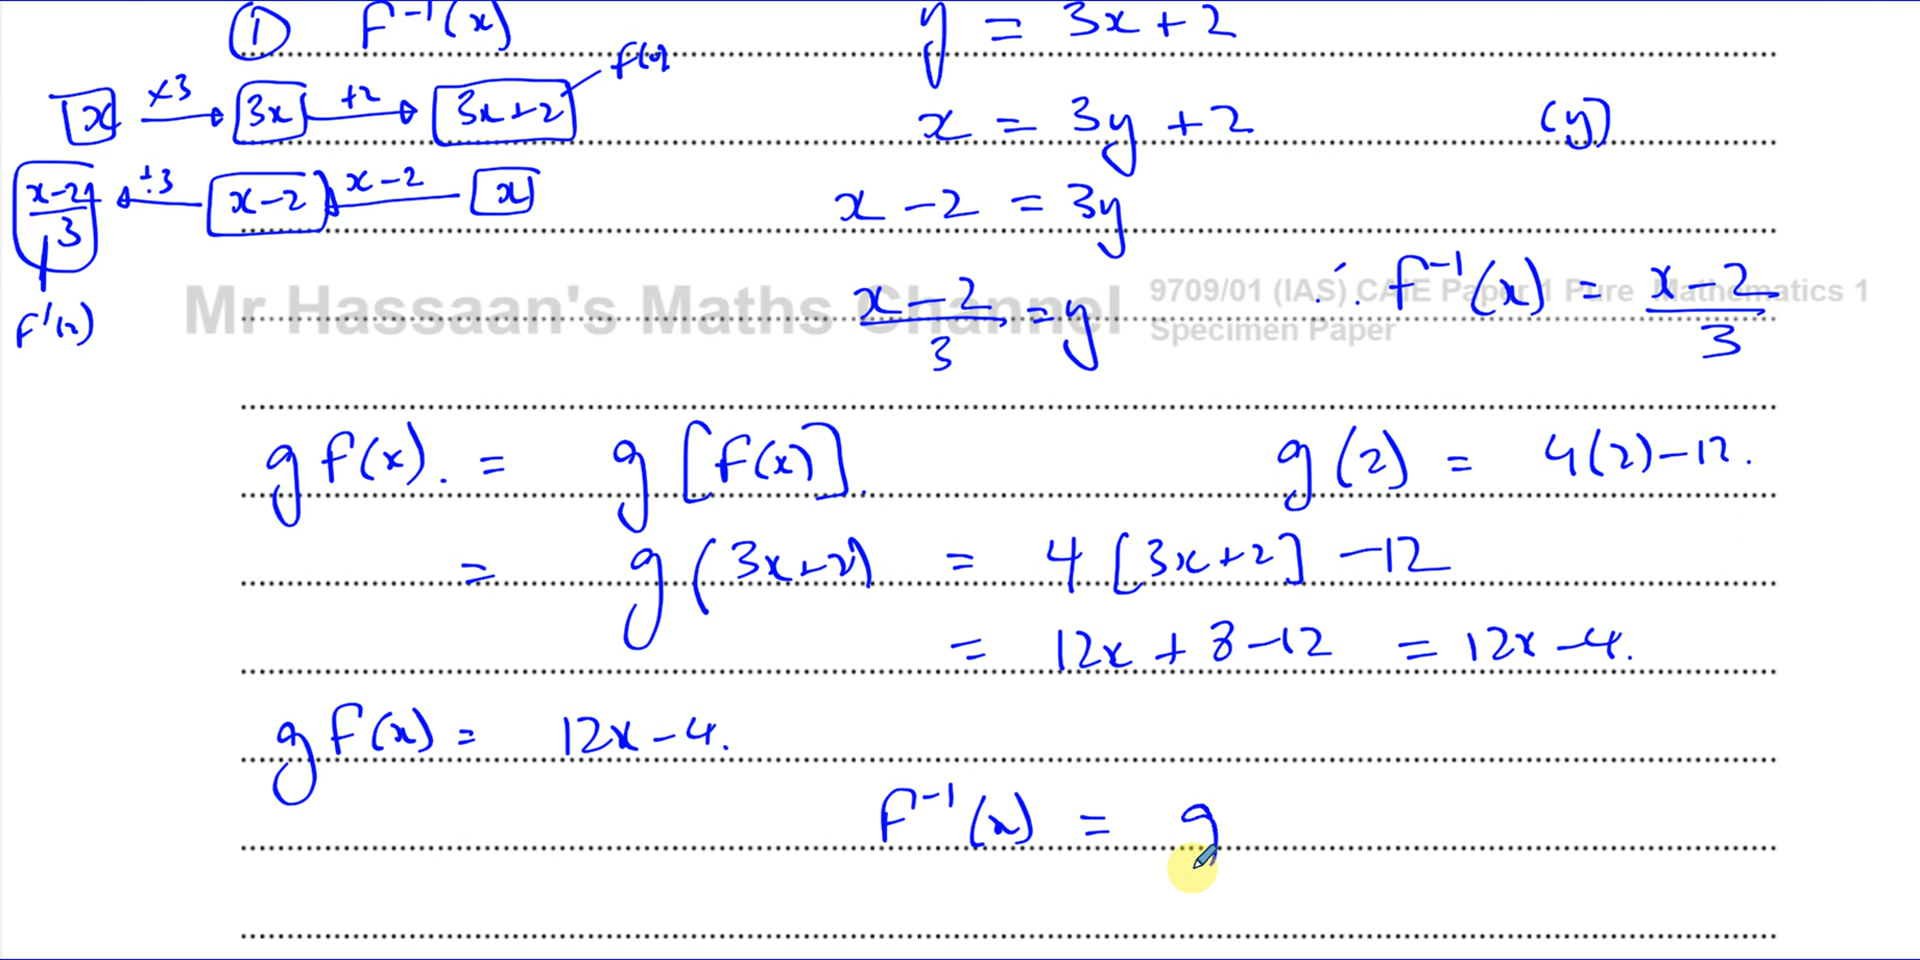 ① f⁻¹(x)    y = 3x + 2
x ×3 → 3x +2 → 3x+2    f(x)
x = 3y + 2    (y)
(x-2)/3 ÷3 ← x-2 x-2 ← x
x - 2 = 3y
f⁻¹(x)
(x-2)/3 = y    ∴ f⁻¹(x) = (x-2)/3
Mr Hassaan's Maths Channel
9709/01 (IAS) CAIE Paper 1 Pure Mathematics 1
Specimen Paper
gf(x). = g[f(x)].    g(2) = 4(2)-12.
= g(3x+2) = 4[3x+2] -12
= 12x + 8 -12 = 12x -4.
gf(x) = 12x - 4.
f⁻¹(x) = g